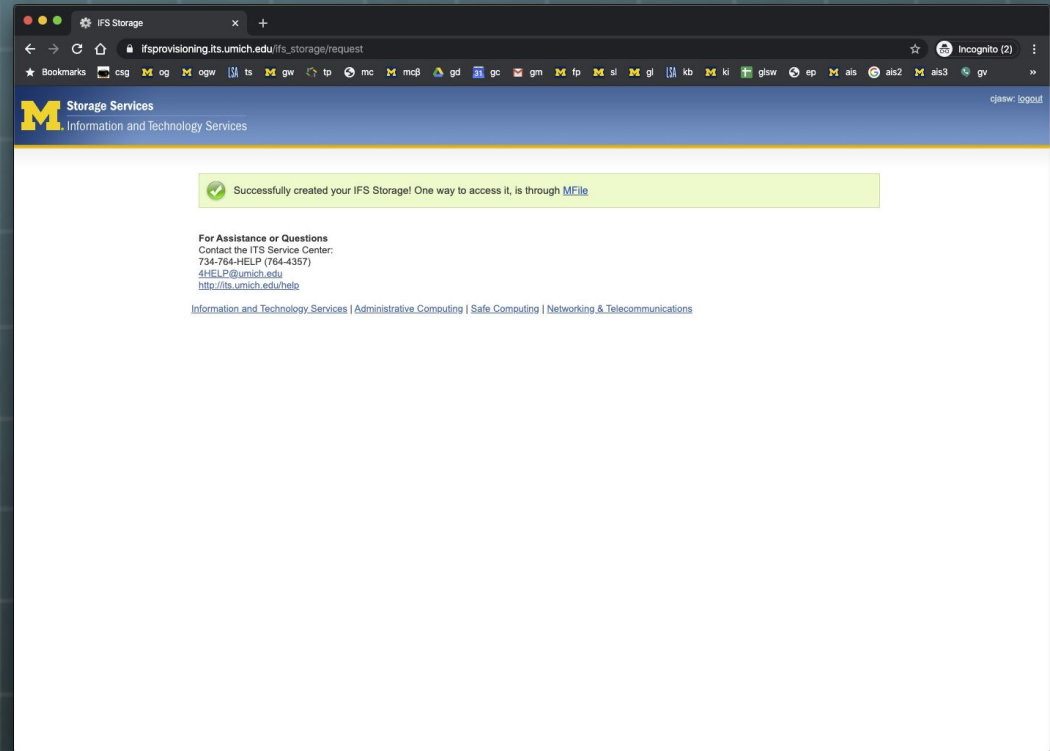 IFS Storage
ifsprovisioning.its.umich.edu/ifs_storage/request
Incognito (2)
Bookmarks csg og ogw LSA ts gw tp mc mcβ gd 31 gc gm fp sl gl LSA kb ki glsw ep ais G ais2 ais3 gv »
M Storage Services
Information and Technology Services
cjasw: logout
Successfully created your IFS Storage! One way to access it, is through MFile
For Assistance or Questions
Contact the ITS Service Center:
734-764-HELP (764-4357)
4HELP@umich.edu
http://its.umich.edu/help
Information and Technology Services | Administrative Computing | Safe Computing | Networking & Telecommunications